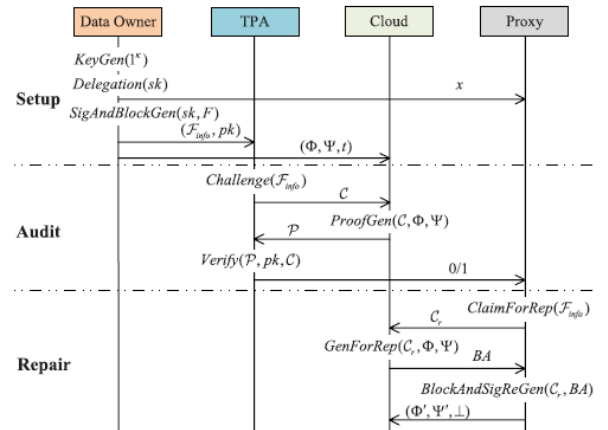 Data Owner TPA Cloud Proxy
KeyGen(1^κ)
Delegation(sk)
Setup x
SigAndBlockGen(sk, F)
(ℱ_info, pk)
(Φ, Ψ, t)
Challenge(ℱ_info)
𝒞
ProofGen(𝒞, Φ, Ψ)
Audit 𝒫
Verify(𝒫, pk, 𝒞) 0/1
ClaimForRep(ℱ_info)
𝒞_r
GenForRep(𝒞_r, Φ, Ψ) BA
Repair
BlockAndSigReGen(𝒞_r, BA)
(Φ′, Ψ′, ⊥)